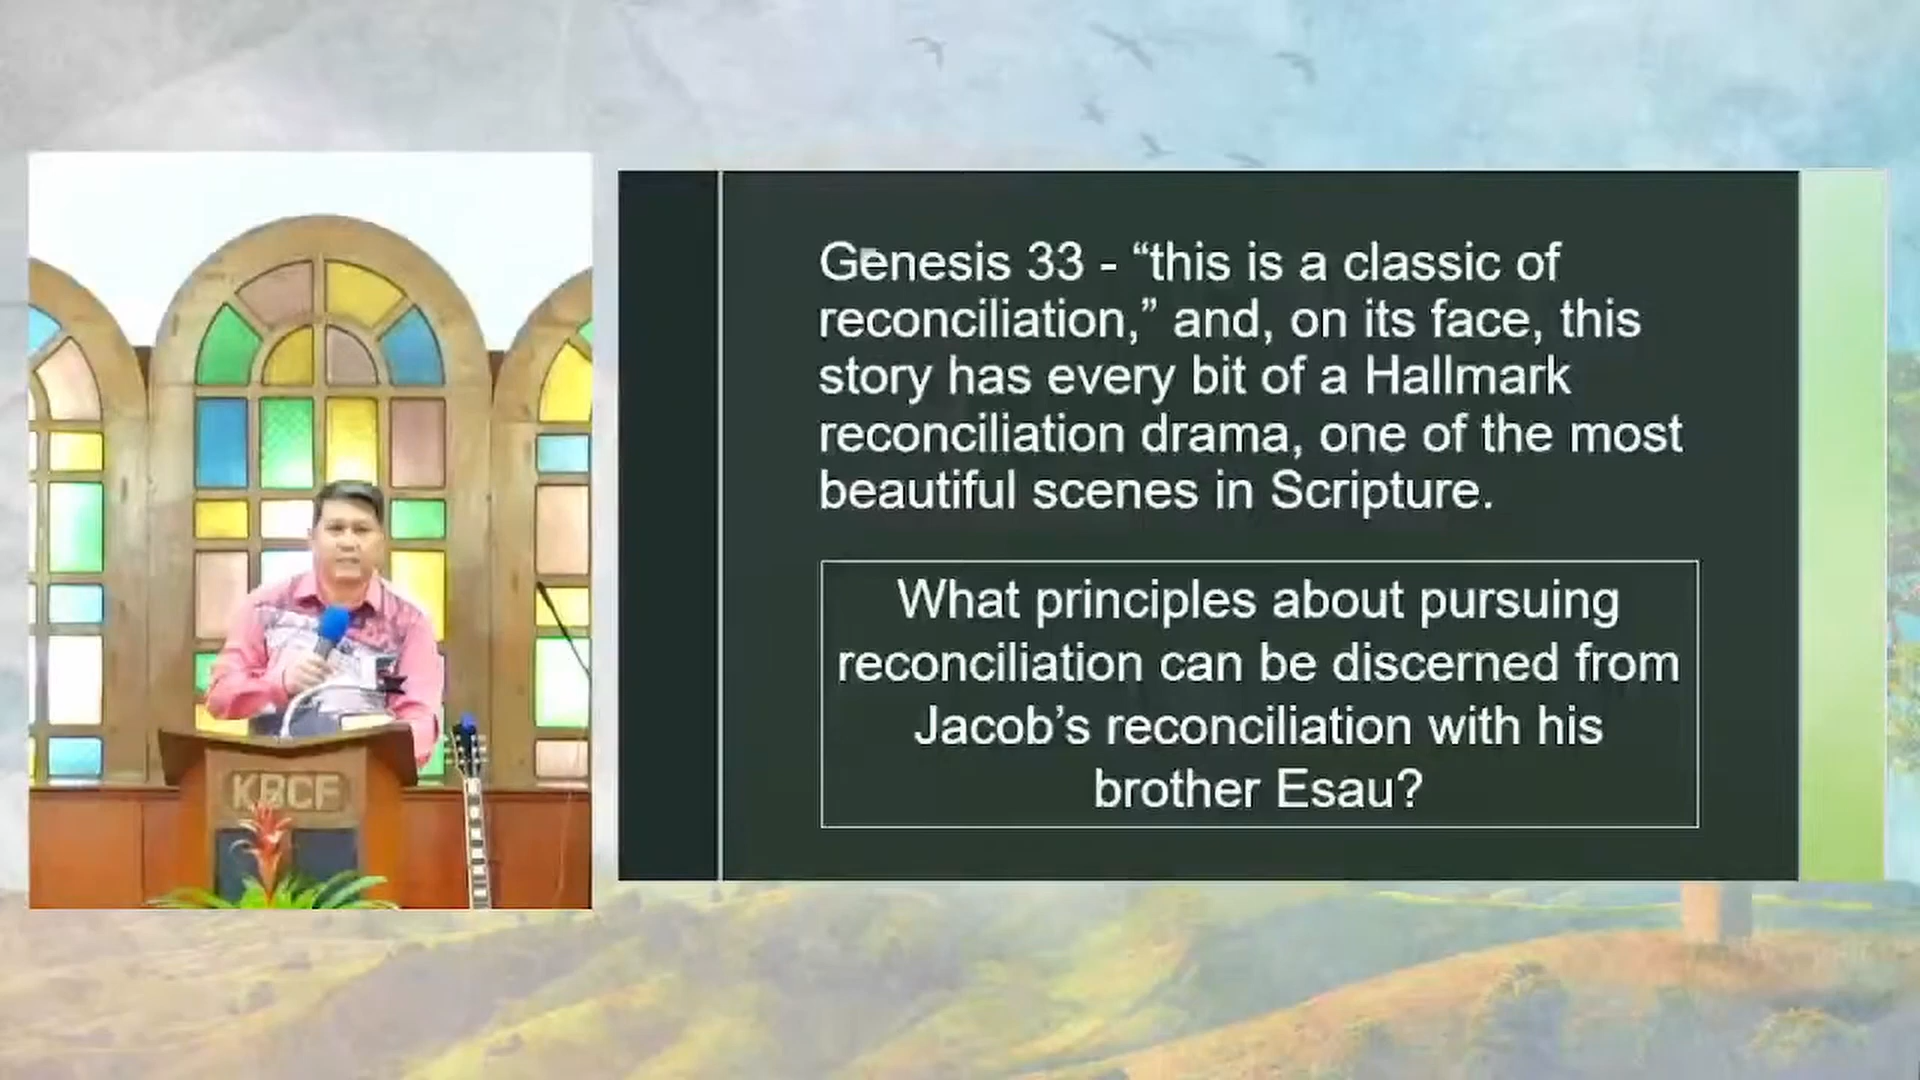 Genesis 33 - “this is a classic of
reconciliation,” and, on its face, this
story has every bit of a Hallmark
reconciliation drama, one of the most
beautiful scenes in Scripture.
What principles about pursuing
reconciliation can be discerned from
Jacob’s reconciliation with his
brother Esau?
KBCF